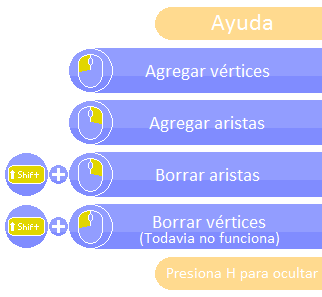 Ayuda
Agregar vértices
Agregar aristas
Shift + Borrar aristas
Shift + Borrar vértices
(Todavia no funciona)
Presiona H para ocultar